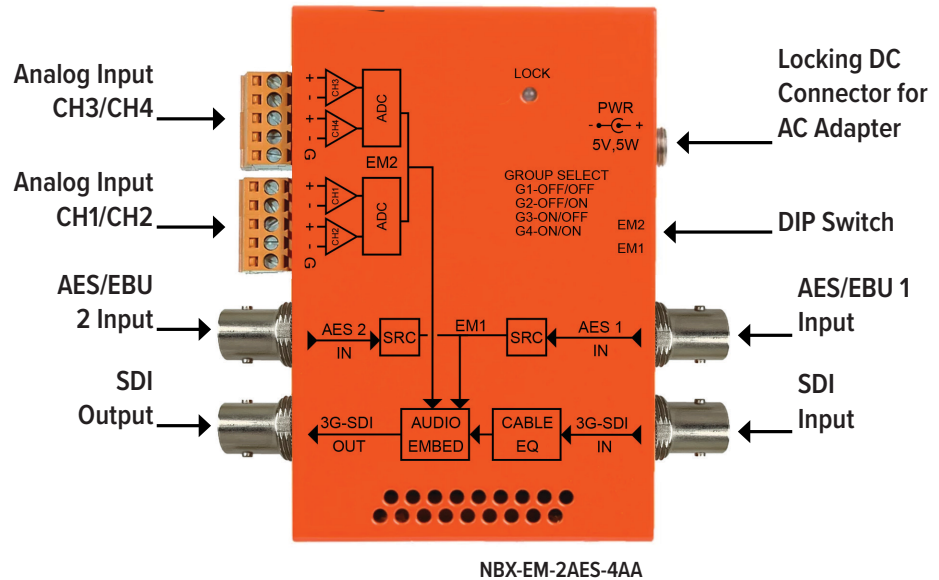 Analog Input
CH3/CH4
Analog Input
CH1/CH2
AES/EBU
2 Input
SDI
Output
+
-
+
-
G
CH3
CH4
ADC
EM2
+
-
+
-
G
CH1
CH2
ADC
LOCK
PWR
- +
5V,5W
GROUP SELECT
G1-OFF/OFF
G2-OFF/ON
G3-ON/OFF
G4-ON/ON
EM2
EM1
AES 2
IN
SRC
EM1
SRC
AES 1
IN
3G-SDI
OUT
AUDIO
EMBED
CABLE
EQ
3G-SDI
IN
Locking DC
Connector for
AC Adapter
DIP Switch
AES/EBU 1
Input
SDI
Input
NBX-EM-2AES-4AA